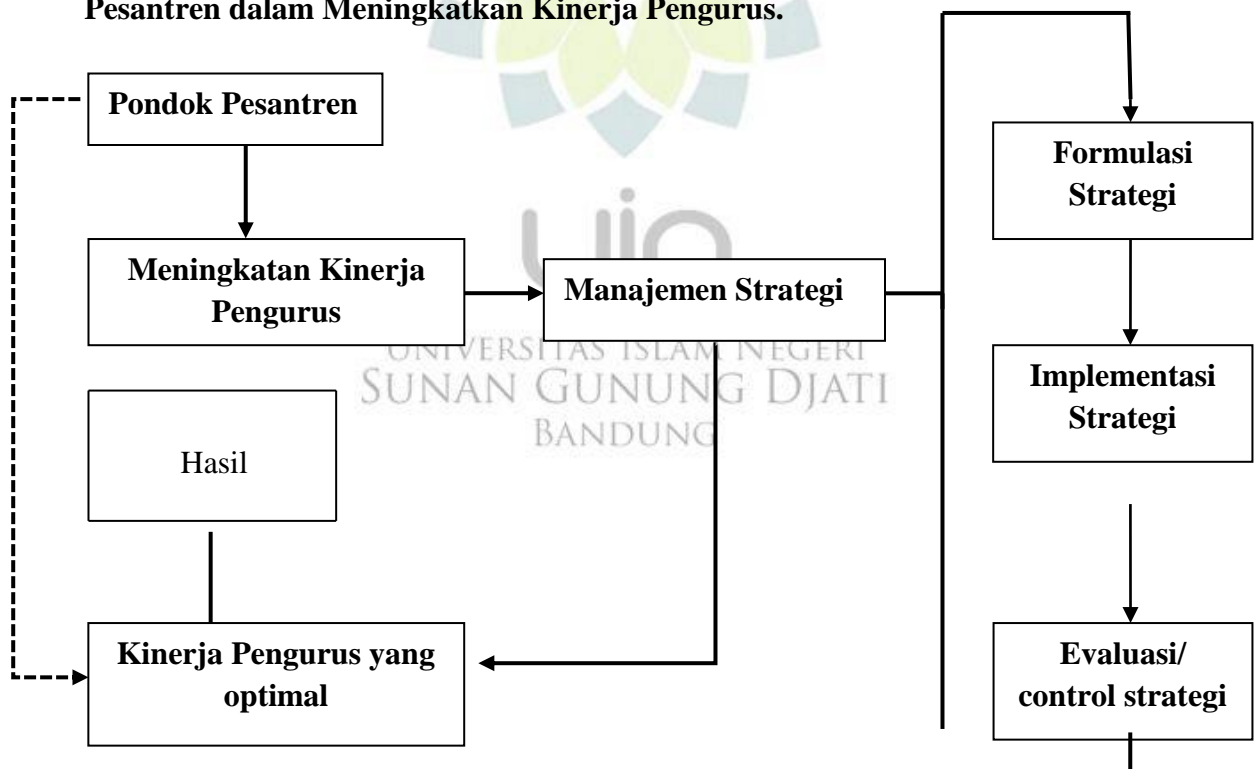 Pesantren dalam Meningkatkan Kinerja Pengurus.
Pondok Pesantren
Meningkatan Kinerja
Pengurus
Manajemen Strategi
Formulasi
Strategi
Implementasi
Strategi
Evaluasi/
control strategi
Hasil
Kinerja Pengurus yang
optimal
uin
UNIVERSITAS ISLAM NEGERI
SUNAN GUNUNG DJATI
BANDUNG